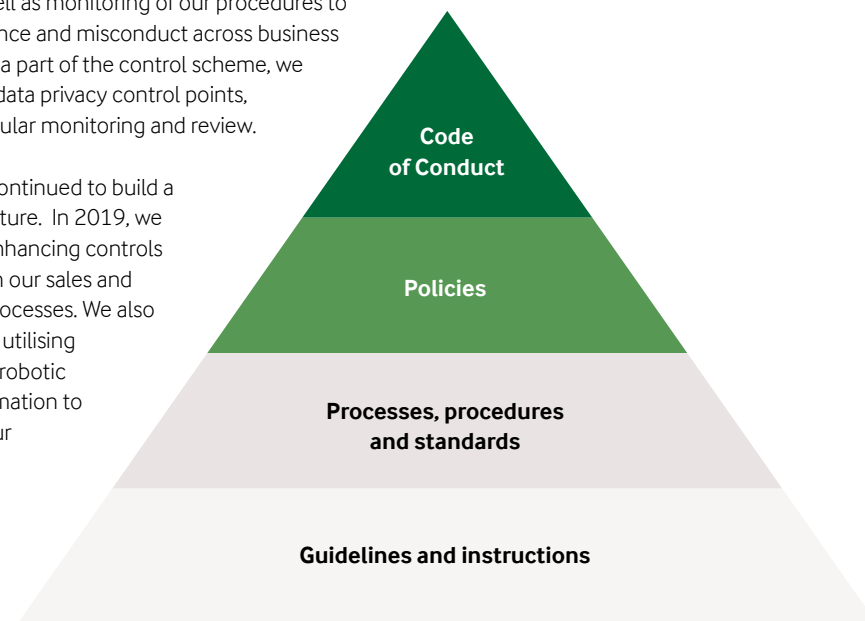 ell as monitoring of our procedures to
nce and misconduct across business
a part of the control scheme, we
data privacy control points,
ular monitoring and review.
ontinued to build a
ture. In 2019, we
nhancing controls
n our sales and
ocesses. We also
utilising
robotic
mation to
ur
Code
of Conduct
Policies
Processes, procedures
and standards
Guidelines and instructions